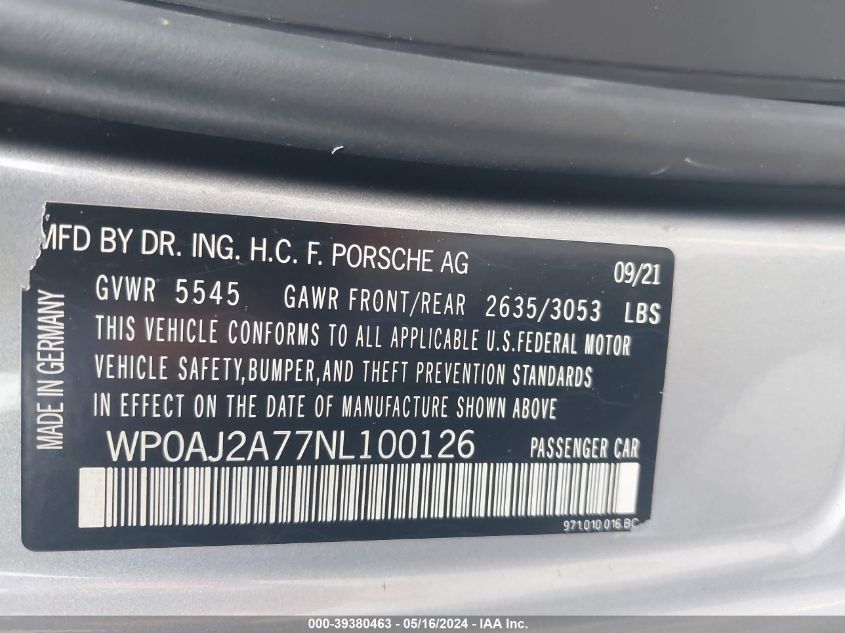 MFD BY DR. ING. H.C. F. PORSCHE AG 09/21
GVWR 5545 GAWR FRONT/REAR 2635/3053 LBS
THIS VEHICLE CONFORMS TO ALL APPLICABLE U.S.FEDERAL MOTOR
VEHICLE SAFETY,BUMPER,AND THEFT PREVENTION STANDARDS
IN EFFECT ON THE DATE OF MANUFACTURE SHOWN ABOVE
WP0AJ2A77NL100126 PASSENGER CAR
971.010.016.BC
MADE IN GERMANY
000-39380463 - 05/16/2024 - IAA Inc.